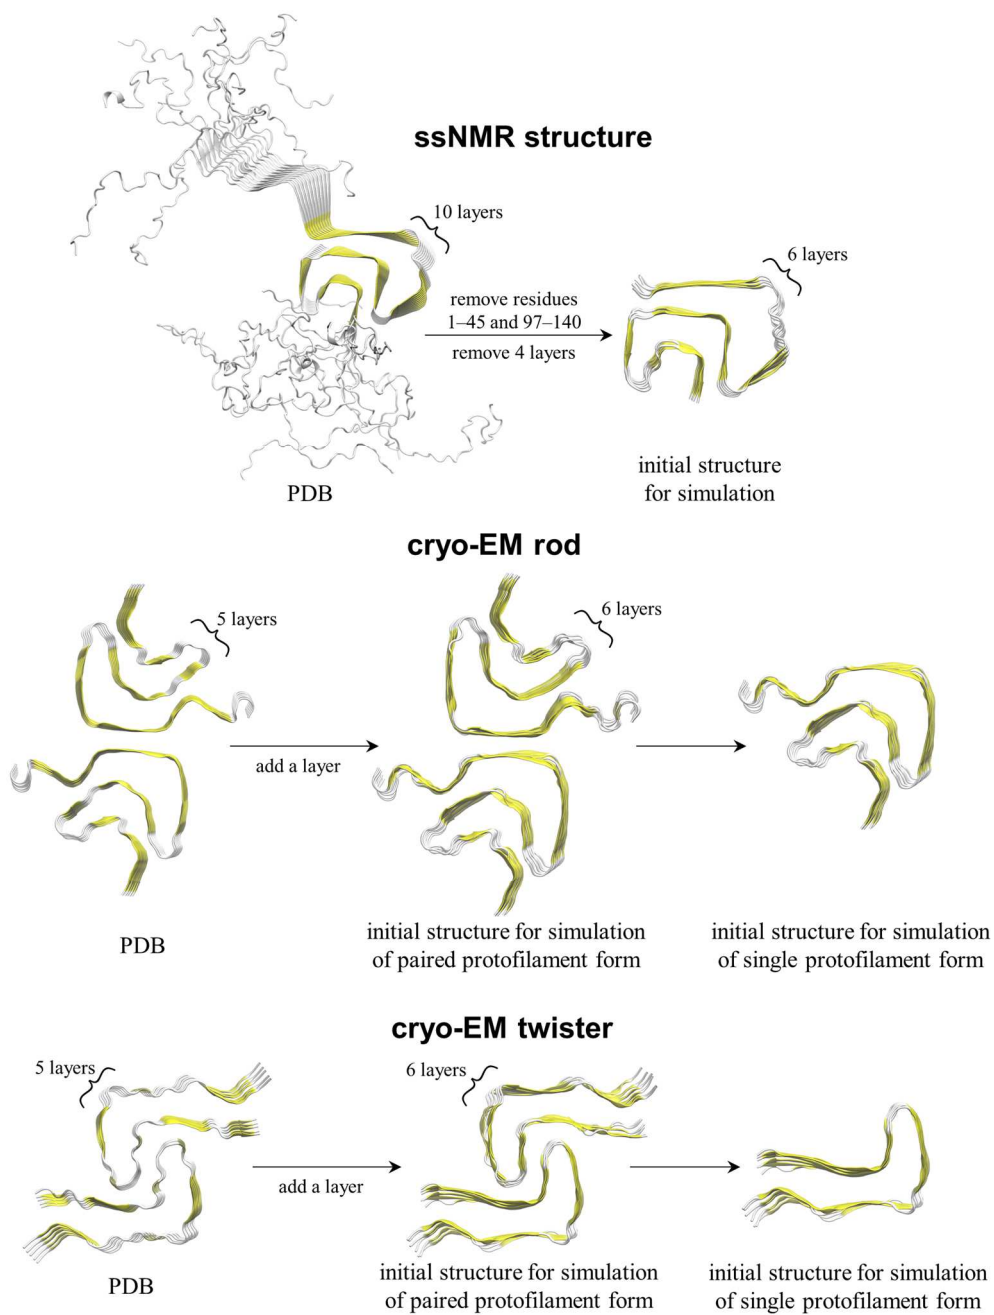 ssNMR structure
10 layers
6 layers
remove residues
1–45 and 97–140
remove 4 layers
initial structure
for simulation
PDB
cryo-EM rod
5 layers
6 layers
add a layer
PDB
initial structure for simulation
of paired protofilament form
initial structure for simulation
of single protofilament form
cryo-EM twister
5 layers
6 layers
add a layer
PDB
initial structure for simulation
of paired protofilament form
initial structure for simulation
of single protofilament form